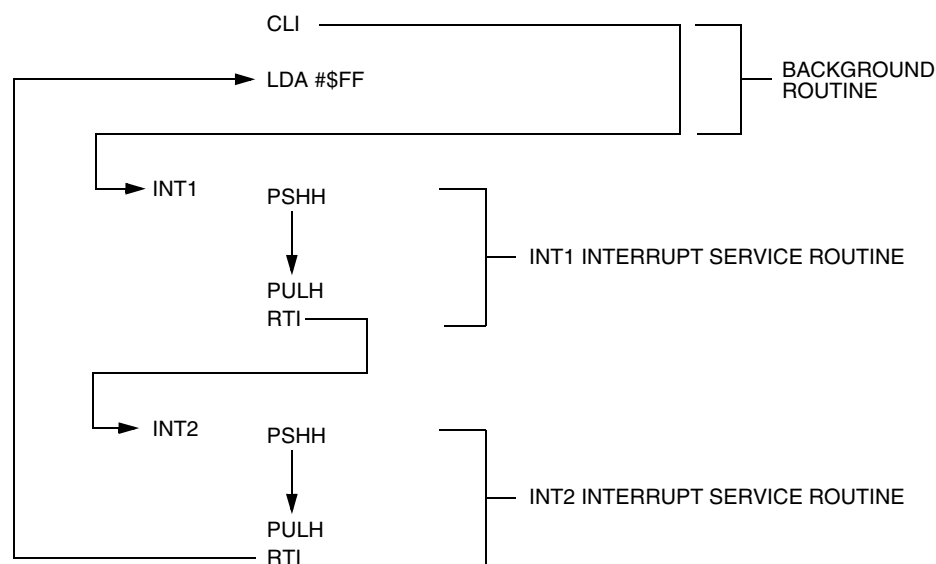 CLI
LDA #$FF
BACKGROUND
ROUTINE
INT1
PSHH
INT1 INTERRUPT SERVICE ROUTINE
PULH
RTI
INT2
PSHH
INT2 INTERRUPT SERVICE ROUTINE
PULH
RTI